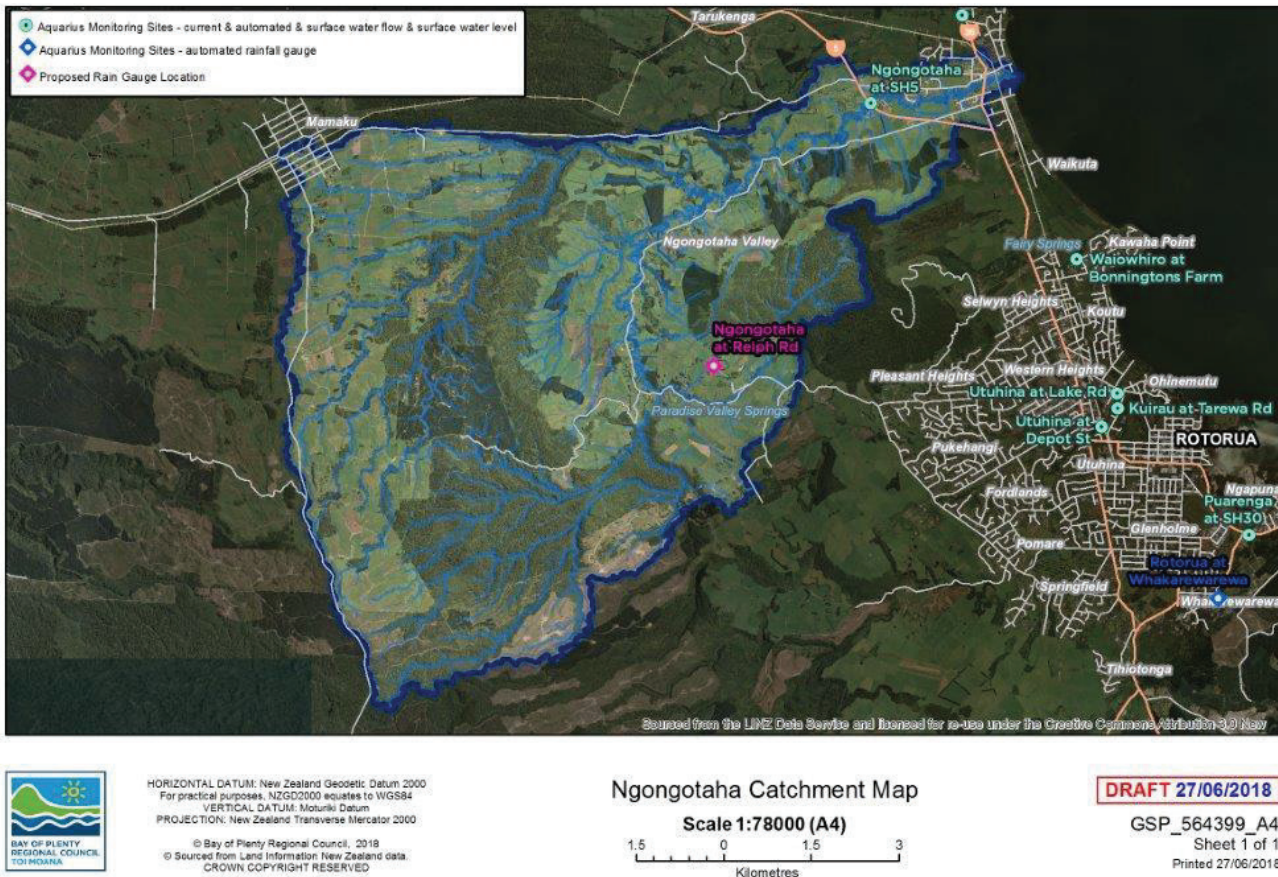 Aquarius Monitoring Sites - current & automated & surface water flow & surface water level
Aquarius Monitoring Sites - automated rainfall gauge
Proposed Rain Gauge Location
Tarukenga
5
36
Ngongotaha
at SH5
Mamaku
Waikuta
Ngongotaha Valley
Fairy Springs
Kawaha Point
Waiowhiro at
Bonningtons Farm
Selwyn Heights
Koutu
Ngongotaha
at Relph Rd
Pleasant Heights
Western Heights
Ohinemutu
Utuhina at Lake Rd
Paradise Valley Springs
Kuirau at Tarewa Rd
Utuhina at
Depot St
ROTORUA
Pukehangi
Utuhina
Fordlands
Ngapuna
Puarenga
at SH30
Glenholme
Pomare
Rotorua at
Whakarewarewa
Springfield
Whakarewarewa
Tihiotonga
Sourced from the LINZ Data Service and licensed for re-use under the Creative Commons Attribution 3.0 New
BAY OF PLENTY
REGIONAL COUNCIL
TOI MOANA
HORIZONTAL DATUM: New Zealand Geodetic Datum 2000
For practical purposes, NZGD2000 equates to WGS84
VERTICAL DATUM: Moturiki Datum
PROJECTION: New Zealand Transverse Mercator 2000
© Bay of Plenty Regional Council, 2018
© Sourced from Land Information New Zealand data.
CROWN COPYRIGHT RESERVED
Ngongotaha Catchment Map
Scale 1:78000 (A4)
1.5 0 1.5 3
Kilometres
DRAFT 27/06/2018
GSP_564399_A4
Sheet 1 of 1
Printed 27/06/2018